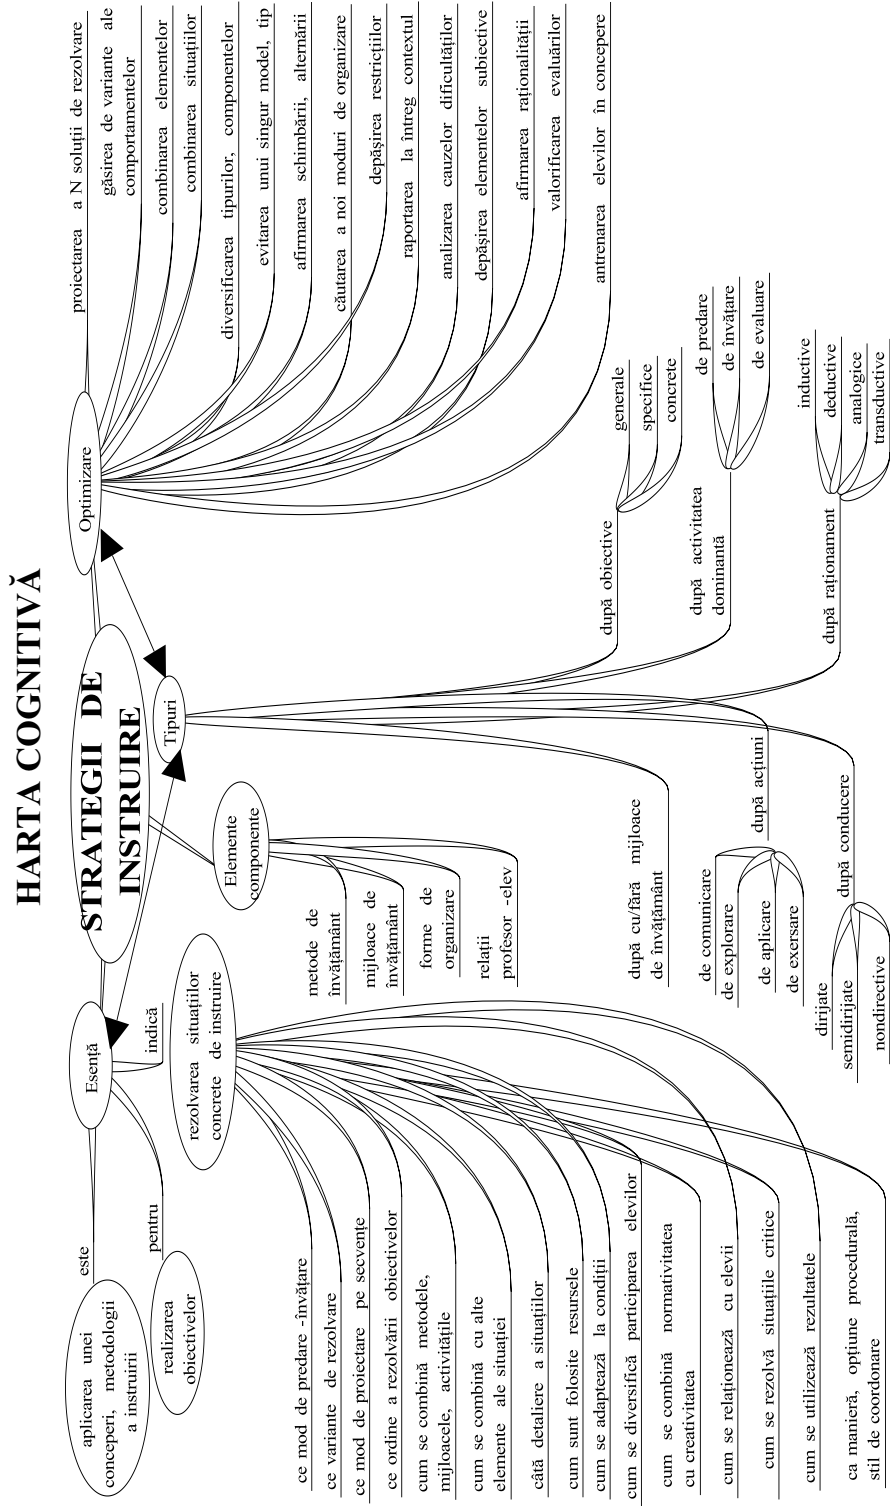 HARTA COGNITIVĂ
STRATEGII DE
INSTRUIRE
Esență
este
aplicarea unei
conceperi, metodologii
a instruirii
pentru
realizarea
obiectivelor
indică
rezolvarea situațiilor
concrete de instruire
ce mod de predare -învățare
ce variante de rezolvare
ce mod de proiectare pe secvențe
ce ordine a rezolvării obiectivelor
cum se combină metodele,
mijloacele, activitățile
cum se combină cu alte
elemente ale situației
câtă detaliere a situațiilor
cum sunt folosite resursele
cum se adaptează la condiții
cum se diversifică participarea elevilor
cum se combină normativitatea
cu creativitatea
cum se relaționează cu elevii
cum se rezolvă situațiile critice
cum se utilizează rezultatele
ca manieră, opțiune procedurală,
stil de coordonare
Elemente
componente
metode de
învățământ
mijloace de
învățământ
forme de
organizare
relații
profesor -elev
Tipuri
după cu/fără mijloace
de învățământ
după acțiuni
de comunicare
de explorare
de aplicare
de exersare
după conducere
dirijate
semidirijate
nondirective
după obiective
generale
specifice
concrete
după activitatea
dominantă
de predare
de învățare
de evaluare
după raționament
inductive
deductive
analogice
transductive
Optimizare
proiectarea a N soluții de rezolvare
găsirea de variante ale
comportamentelor
combinarea elementelor
combinarea situațiilor
diversificarea tipurilor, componentelor
evitarea unui singur model, tip
afirmarea schimbării, alternării
căutarea a noi moduri de organizare
depășirea restricțiilor
raportarea la întreg contextul
analizarea cauzelor dificultăților
depășirea elementelor subiective
afirmarea raționalității
valorificarea evaluărilor
antrenarea elevilor în concepere